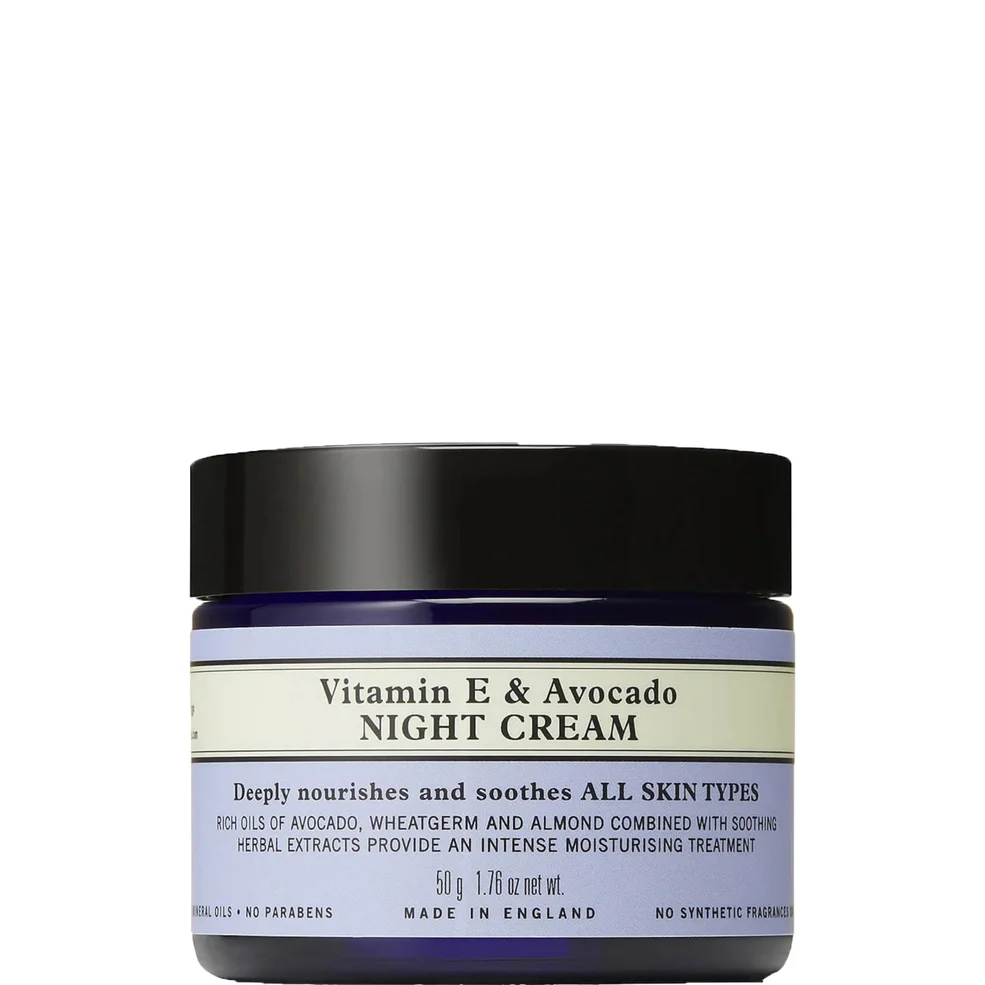 Vitamin E & Avocado
NIGHT CREAM
Deeply nourishes and soothes ALL SKIN TYPES
RICH OILS OF AVOCADO, WHEATGERM AND ALMOND COMBINED WITH SOOTHING
HERBAL EXTRACTS PROVIDE AN INTENSE MOISTURISING TREATMENT
50 g 1.76 oz net wt.
OILS • NO PARABENS MADE IN ENGLAND NO SYNTHETIC FRAGRANCES